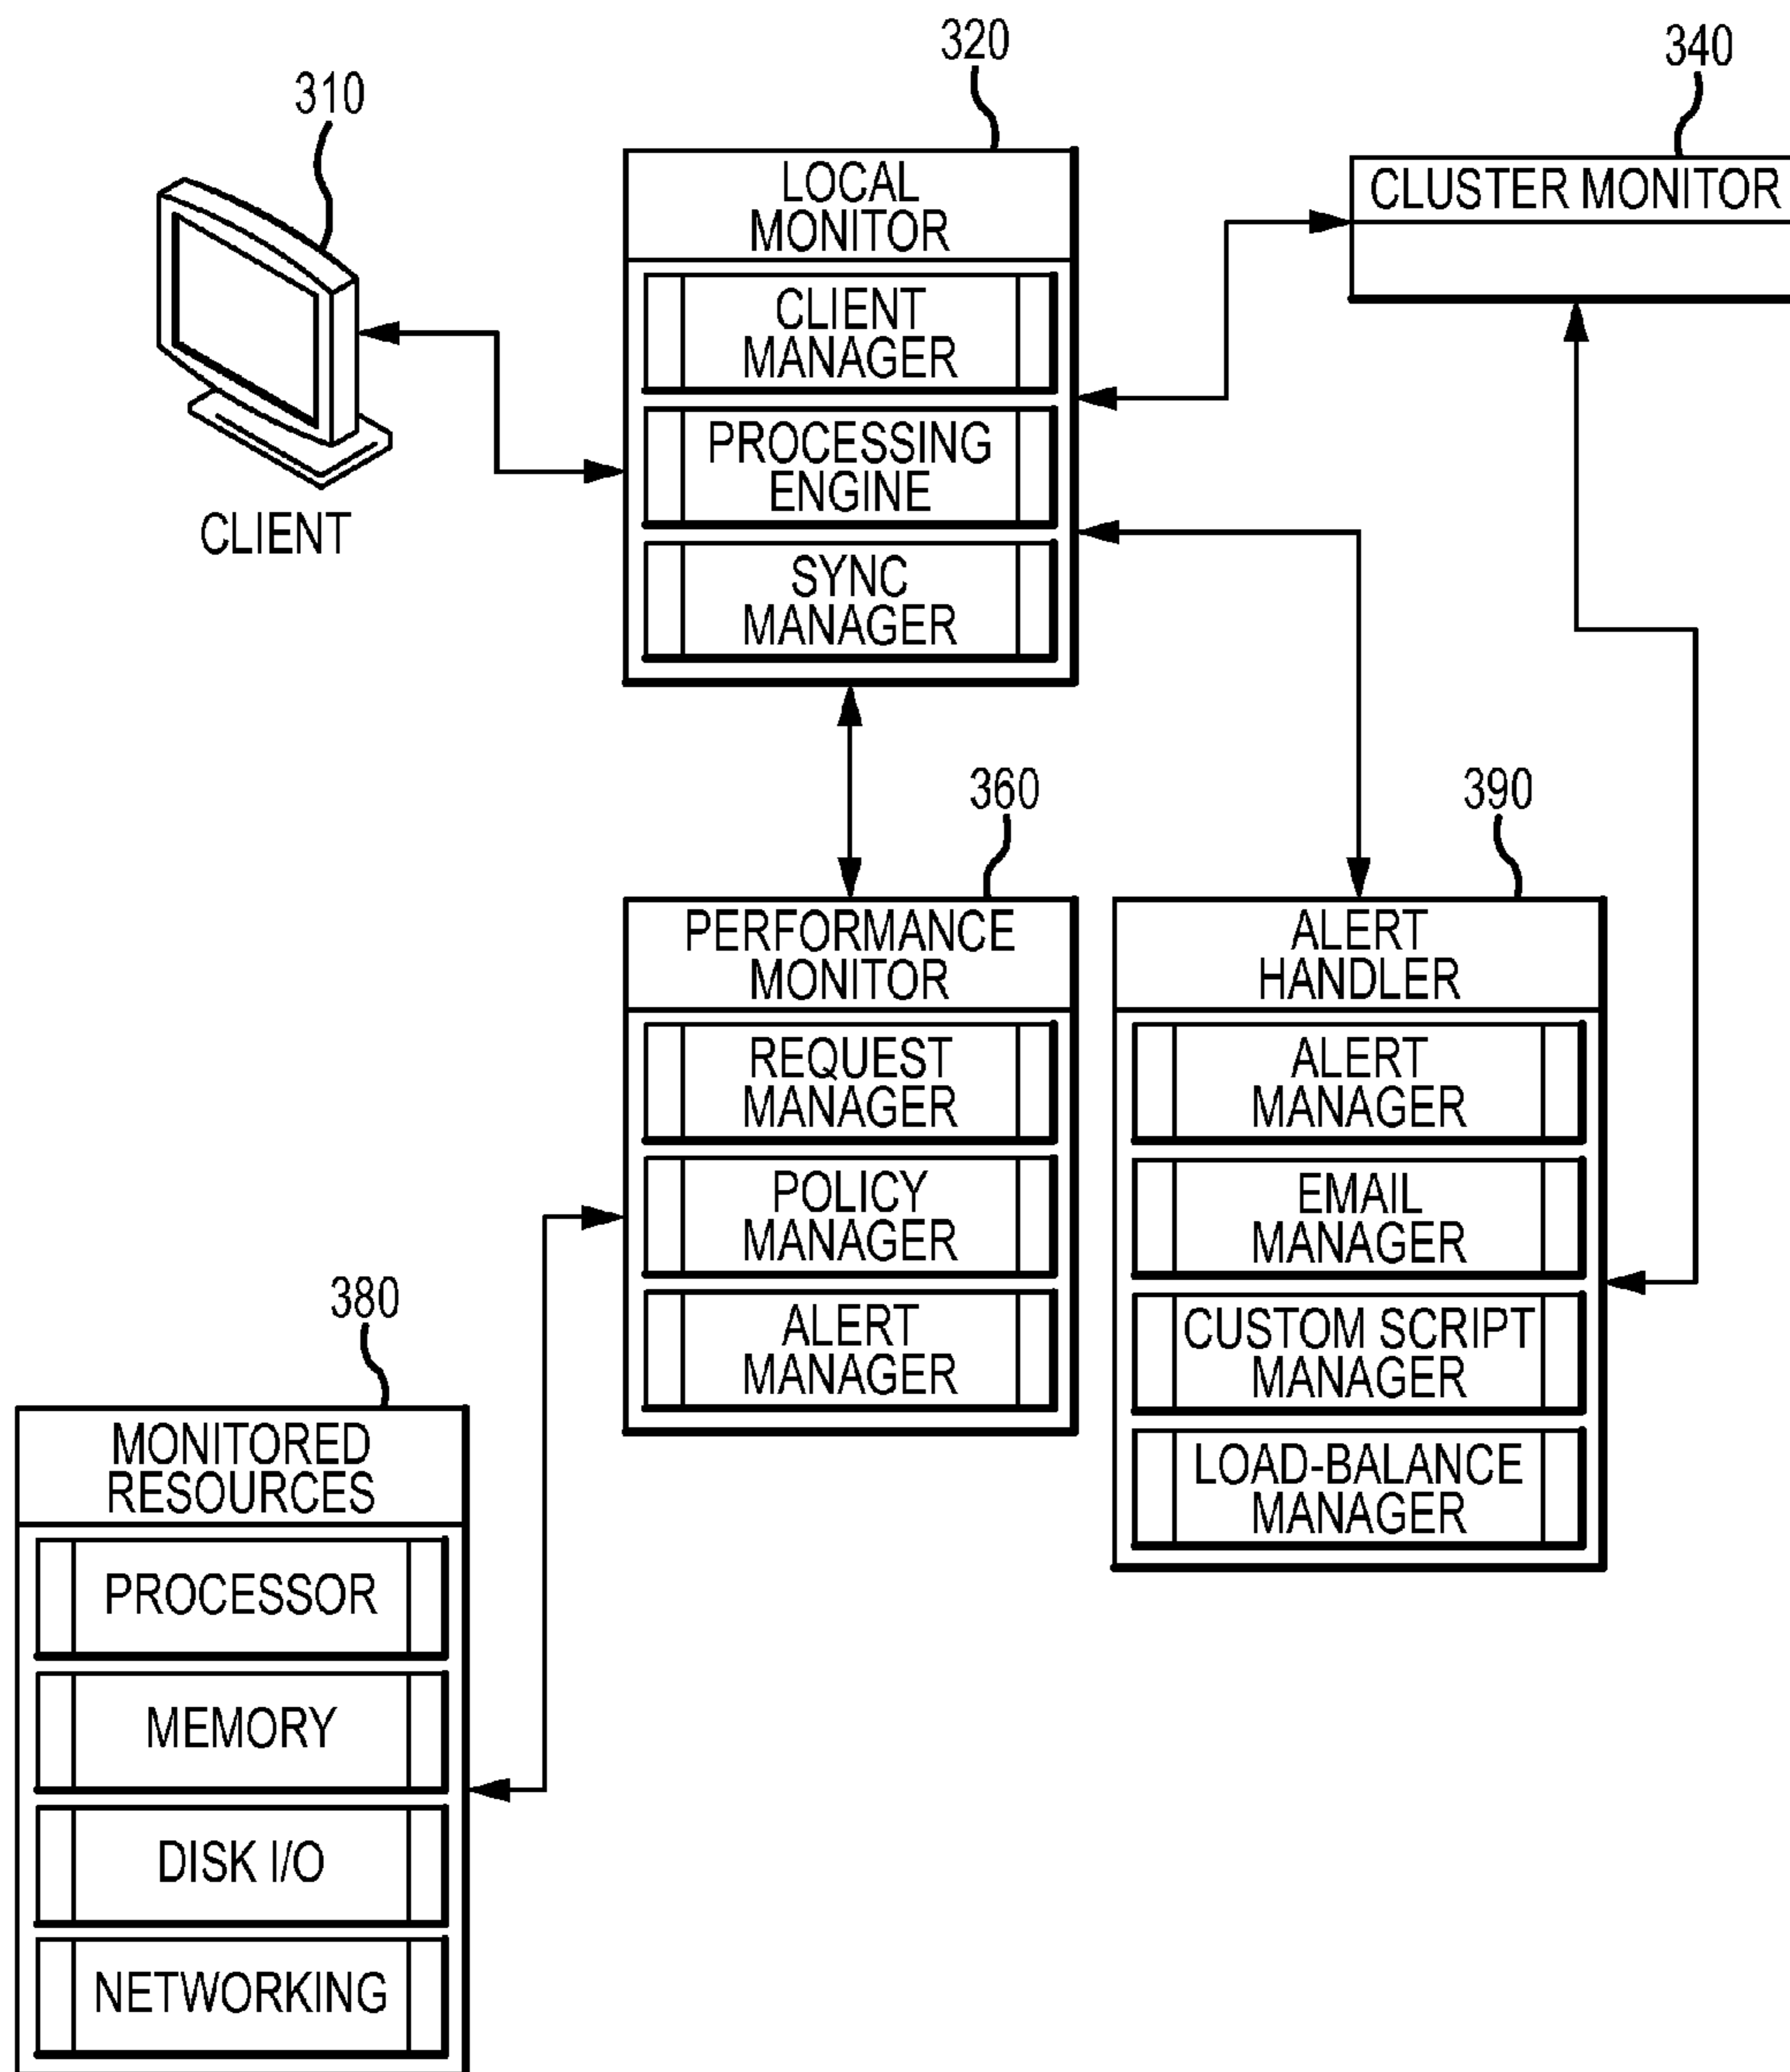 320
340
310
LOCAL
MONITOR
CLUSTER MONITOR
CLIENT
MANAGER
PROCESSING
ENGINE
CLIENT
SYNC
MANAGER
360
390
PERFORMANCE
MONITOR
ALERT
HANDLER
REQUEST
MANAGER
ALERT
MANAGER
POLICY
MANAGER
EMAIL
MANAGER
380
ALERT
MANAGER
CUSTOM SCRIPT
MANAGER
MONITORED
RESOURCES
LOAD-BALANCE
MANAGER
PROCESSOR
MEMORY
DISK I/O
NETWORKING